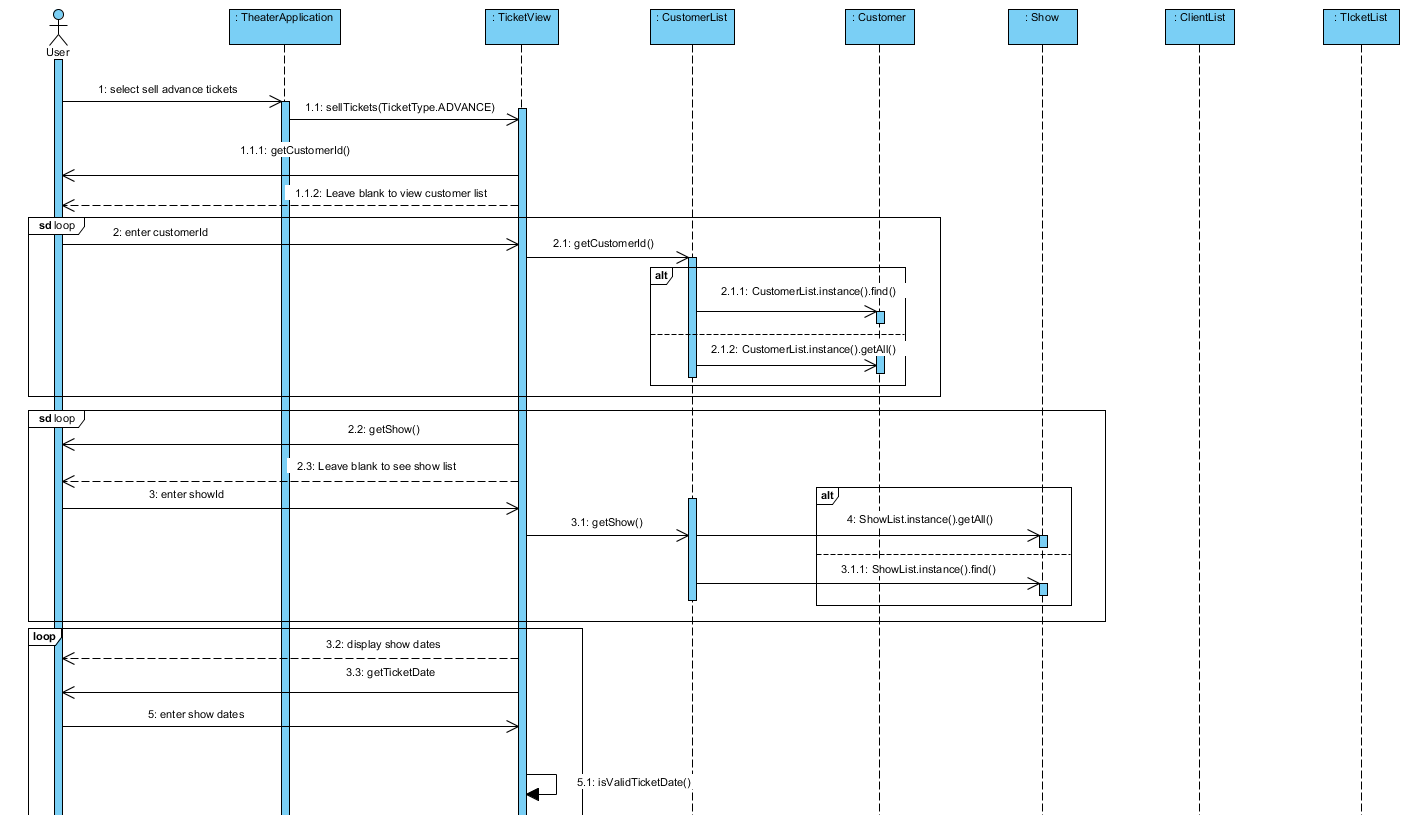 : TheaterApplication
: TicketView
: CustomerList
: Customer
: Show
: ClientList
: TIcketList
User
1: select sell advance tickets
1.1: sellTickets(TicketType.ADVANCE)
1.1.1: getCustomerId()
1.1.2: Leave blank to view customer list
sd loop
2: enter customerId
2.1: getCustomerId()
alt
2.1.1: CustomerList.instance().find()
2.1.2: CustomerList.instance().getAll()
sd loop
2.2: getShow()
2.3: Leave blank to see show list
3: enter showId
alt
3.1: getShow()
4: ShowList.instance().getAll()
3.1.1: ShowList.instance().find()
loop
3.2: display show dates
3.3: getTicketDate
5: enter show dates
5.1: isValidTicketDate()